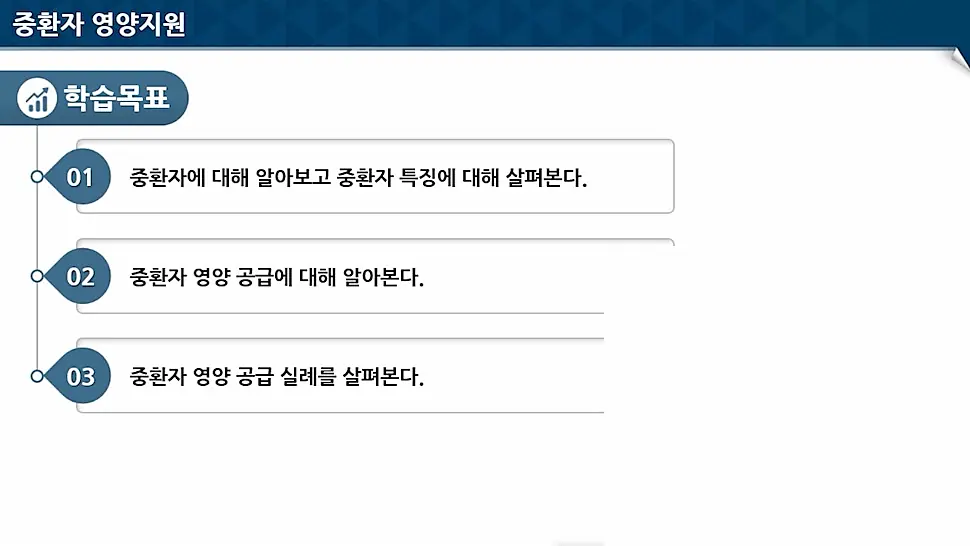 중환자 영양지원
학습목표
01 중환자에 대해 알아보고 중환자 특징에 대해 살펴본다.
02 중환자 영양 공급에 대해 알아본다.
03 중환자 영양 공급 실례를 살펴본다.